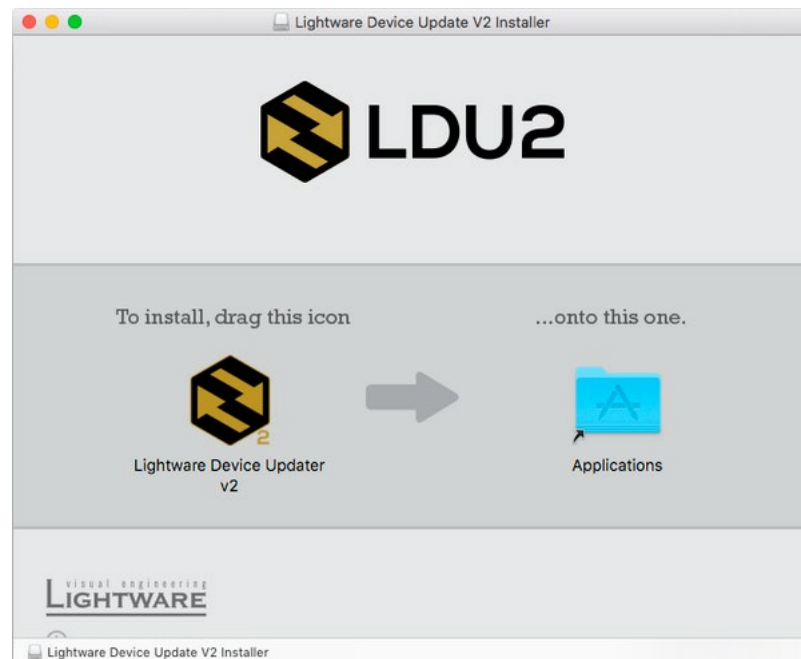 Lightware Device Update V2 Installer
LDU2
To install, drag this icon
...onto this one.
2
Lightware Device Updater
v2
Applications
visual engineering
LIGHTWARE
Lightware Device Update V2 Installer